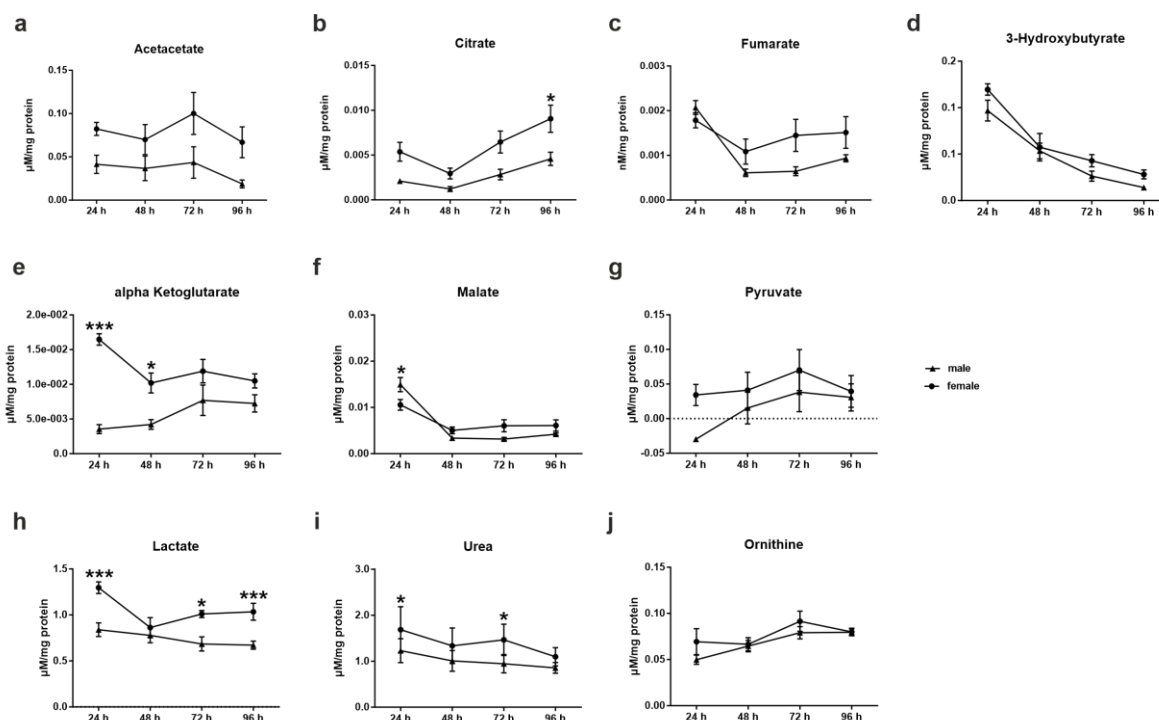 a
Acetacetate
µM/mg protein
0.15
0.10
0.05
0.00
24 h 48 h 72 h 96 h
b
Citrate
µM/mg protein
0.015
0.010
0.005
0.000
*
24 h 48 h 72 h 96 h
c
Fumarate
nM/mg protein
0.003
0.002
0.001
0.000
24 h 48 h 72 h 96 h
d
3-Hydroxybutyrate
µM/mg protein
0.2
0.1
0.1
0.0
24 h 48 h 72 h 96 h
e
alpha Ketoglutarate
µM/mg protein
2.0e-002
1.5e-002
1.0e-002
5.0e-003
0.0
***
*
24 h 48 h 72 h 96 h
f
Malate
µM/mg protein
0.03
0.02
0.01
0.00
*
24 h 48 h 72 h 96 h
g
Pyruvate
µM/mg protein
0.15
0.10
0.05
0.00
-0.05
24 h 48 h 72 h 96 h
male
female
h
Lactate
µM/mg protein
1.5
1.0
0.5
0.0
***
*
***
24 h 48 h 72 h 96 h
i
Urea
µM/mg protein
3.0
2.0
1.0
0.0
*
*
24 h 48 h 72 h 96 h
j
Ornithine
µM/mg protein
0.15
0.10
0.05
0.00
24 h 48 h 72 h 96 h